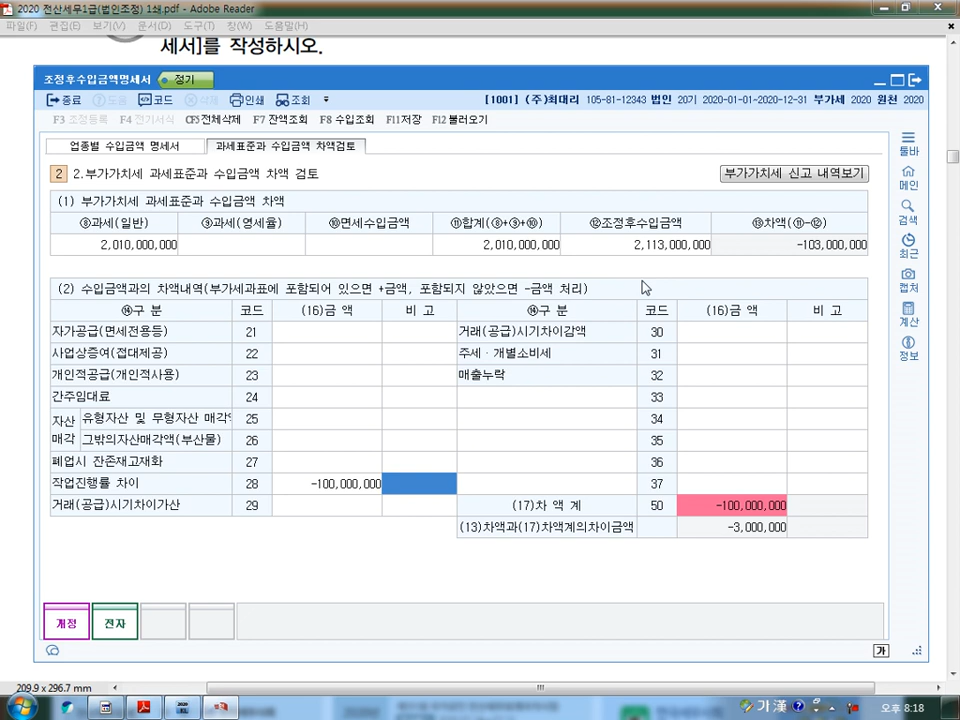 2020 전산세무1급(법인조정) 1쇄.pdf - Adobe Reader
파일(F) 편집(E) 보기(V) 문서(D) 도구(T) 창(W) 도움말(H)
세서]를 작성하시오.
조정후수입금액명세서 정기
종료 도움 코드 삭제 인쇄 조회 [1001] (주)최대리 105-81-12343 법인 20기 2020-01-01~2020-12-31 부가세 2020 원천 2020
F3 조정등록 F4 전기서식 CF5전체삭제 F7 잔액조회 F8 수입조회 F11저장 F12 불러오기
업종별 수입금액 명세서 과세표준과 수입금액 차액검토
2 2.부가가치세 과세표준과 수입금액 차액 검토 부가가치세 신고 내역보기
(1) 부가가치세 과세표준과 수입금액 차액
⑧과세(일반) ⑨과세(영세율) ⑩면세수입금액 ⑪합계(⑧+⑨+⑩) ⑫조정후수입금액 ⑬차액(⑪-⑫)
2,010,000,000 2,010,000,000 2,113,000,000 -103,000,000
(2) 수입금액과의 차액내역(부가세과표에 포함되어 있으면 +금액, 포함되지 않았으면 -금액 처리)
⑭구 분 코드 (16)금 액 비 고 ⑭구 분 코드 (16)금 액 비 고
자가공급(면세전용등) 21 거래(공급)시기차이감액 30
사업상증여(접대제공) 22 주세ㆍ개별소비세 31
개인적공급(개인적사용) 23 매출누락 32
간주임대료 24 33
자산 유형자산 및 무형자산 매각 25 34
매각 그밖의자산매각액(부산물) 26 35
폐업시 잔존재고재화 27 36
작업진행률 차이 28 -100,000,000 37
거래(공급)시기차이가산 29 (17)차 액 계 50 -100,000,000
(13)차액과(17)차액계의차이금액 -3,000,000
개정 전자
가
툴바
메인
검색
최근
캡처
계산
정보
209.9 x 296.7 mm
가 漢 오후 8:18